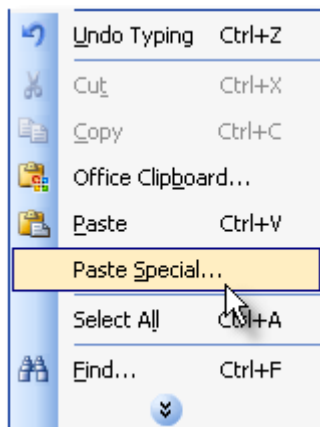 Undo Typing Ctrl+Z
Cut Ctrl+X
Copy Ctrl+C
Office Clipboard...
Paste Ctrl+V
Paste Special...
Select All Ctrl+A
Find... Ctrl+F